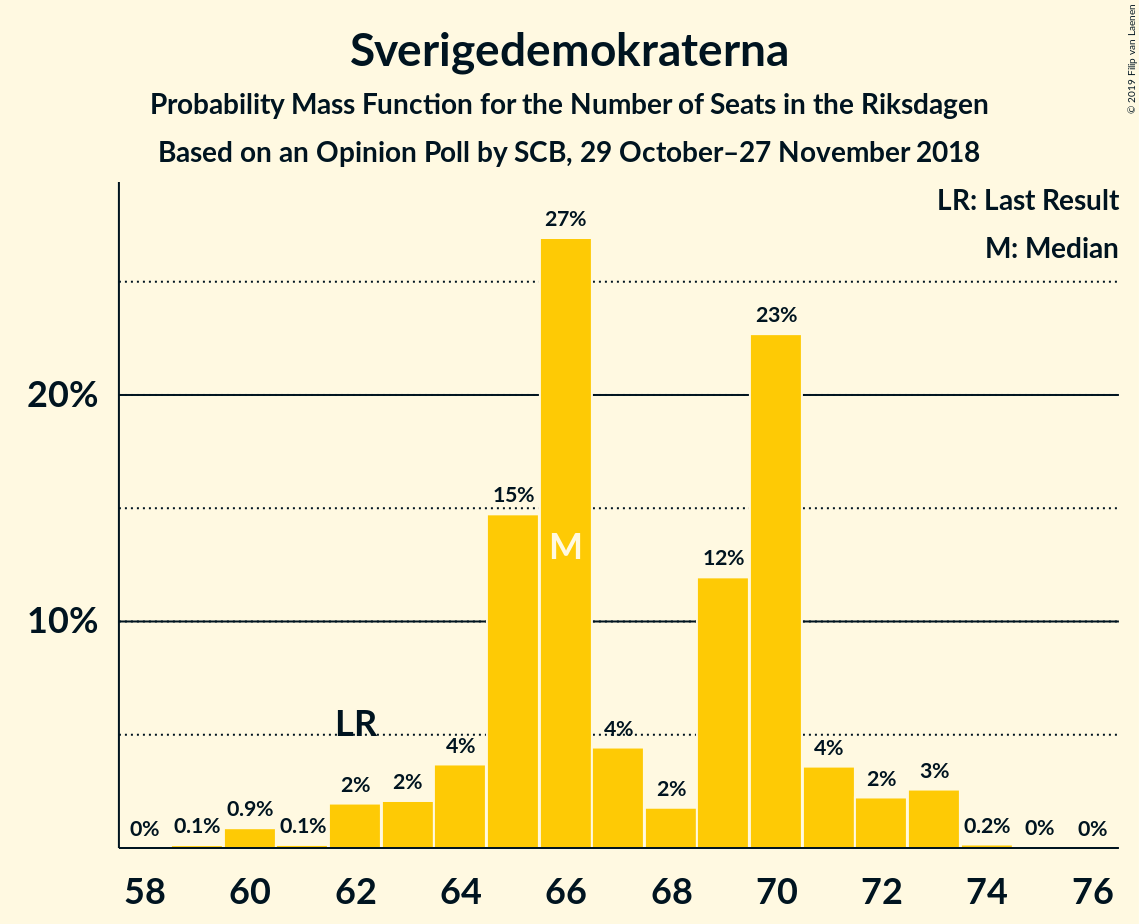 Sverigedemokraterna
Probability Mass Function for the Number of Seats in the Riksdagen
Based on an Opinion Poll by SCB, 29 October–27 November 2018
© 2019 Filip van Laenen
LR: Last Result
M: Median
20%
10%
0%
0.1%
0.9%
0.1%
2%
LR
2%
4%
15%
27%
M
4%
2%
12%
23%
4%
2%
3%
0.2%
0%
0%
58 60 62 64 66 68 70 72 74 76